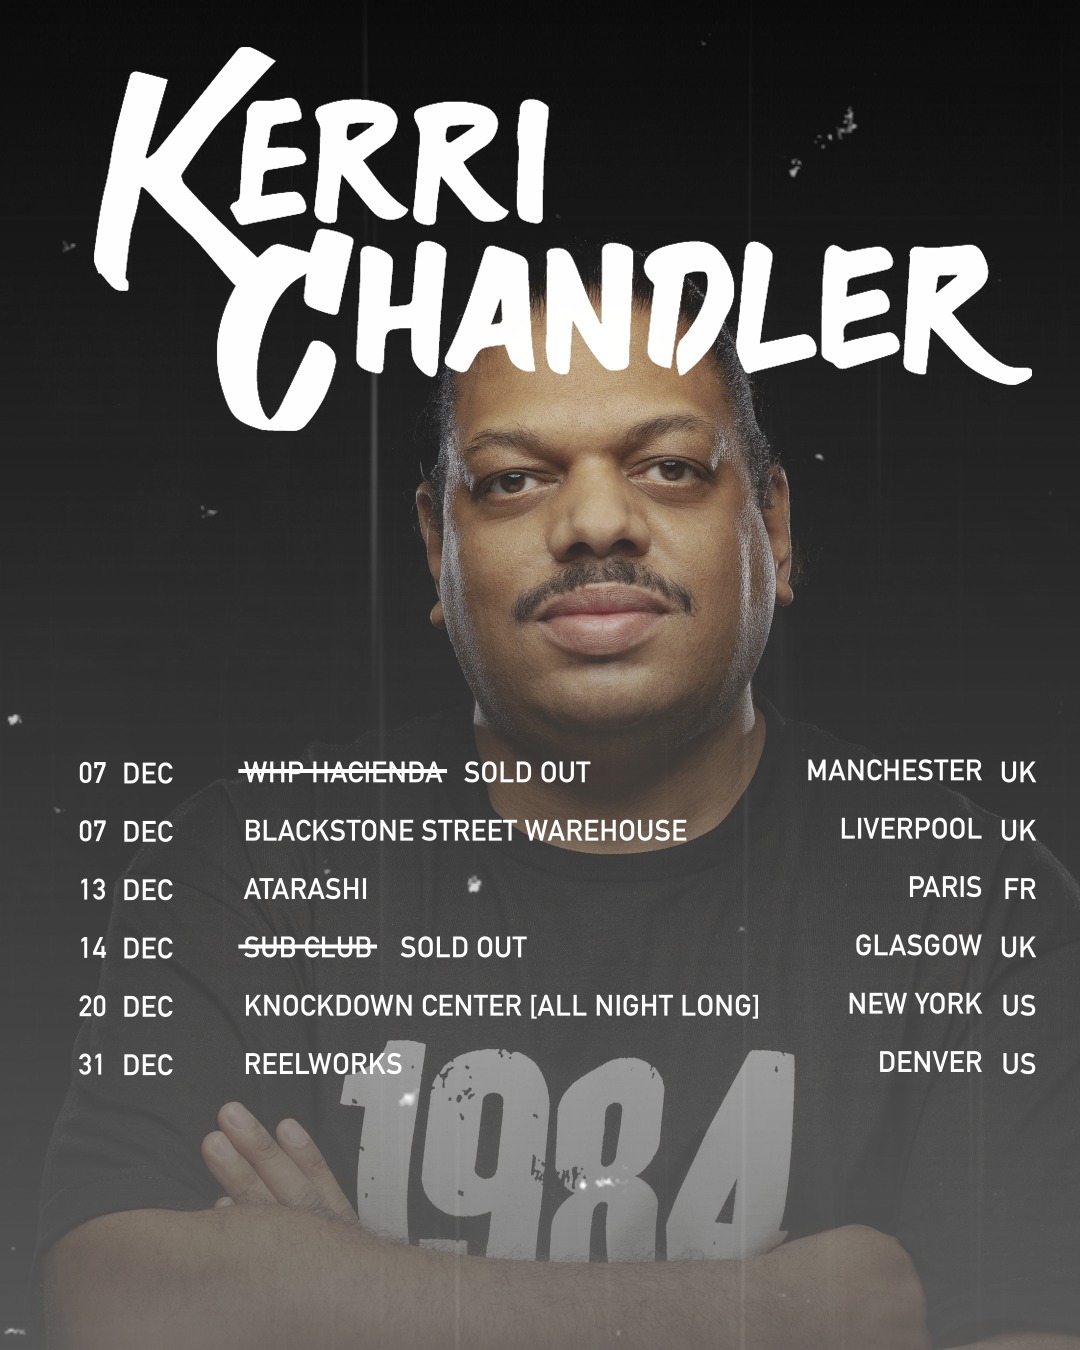 KERRI
CHANDLER
07 DEC WHP HACIENDA SOLD OUT MANCHESTER UK
07 DEC BLACKSTONE STREET WAREHOUSE LIVERPOOL UK
13 DEC ATARASHI PARIS FR
14 DEC SUB CLUB SOLD OUT GLASGOW UK
20 DEC KNOCKDOWN CENTER [ALL NIGHT LONG] NEW YORK US
31 DEC REELWORKS DENVER US
1984